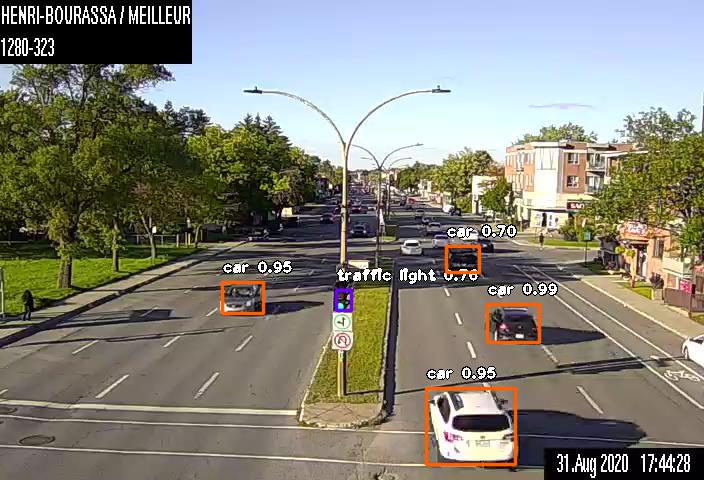 HENRI-BOURASSA / MEILLEUR
1280-323
car 0.70
car 0.95
traffic light 0.76
car 0.99
car 0.95
31.Aug 2020 17:44:28